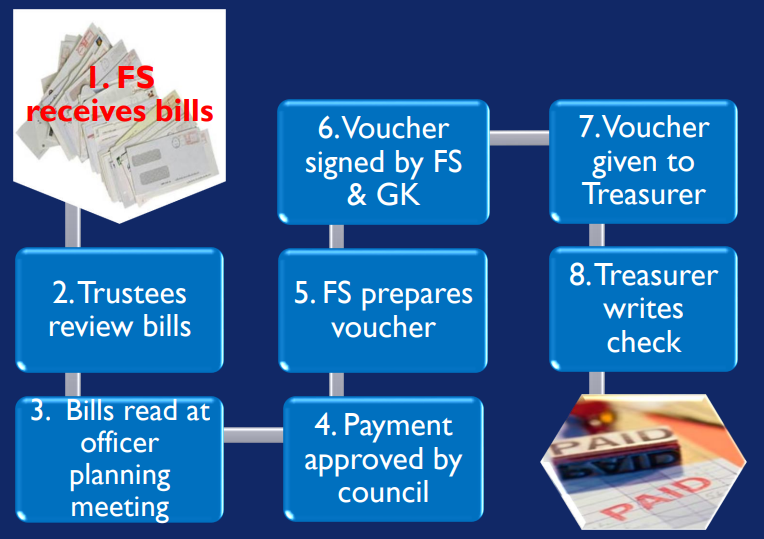 1. FS
receives bills
2. Trustees
review bills
3. Bills read at
officer
planning
meeting
4. Payment
approved by
council
5. FS prepares
voucher
6. Voucher
signed by FS
& GK
7. Voucher
given to
Treasurer
8. Treasurer
writes
check
PAID
PAID
PAID